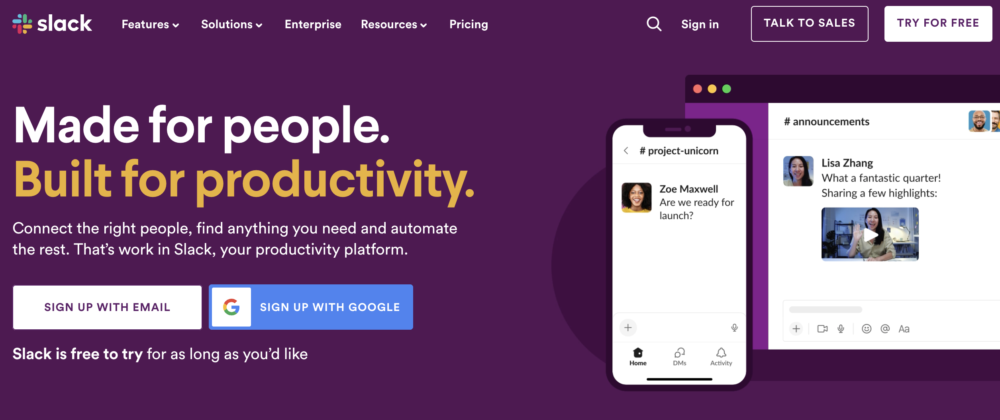 slack
Features
Solutions
Enterprise
Resources
Pricing
Sign in
TALK TO SALES
TRY FOR FREE
Made for people.
Built for productivity.
Connect the right people, find anything you need and automate
the rest. That’s work in Slack, your productivity platform.
SIGN UP WITH EMAIL
G SIGN UP WITH GOOGLE
Slack is free to try for as long as you’d like
# project-unicorn
Zoe Maxwell
Are we ready for
launch?
Home
DMs
Activity
# announcements
Lisa Zhang
What a fantastic quarter!
Sharing a few highlights:
@ Aa